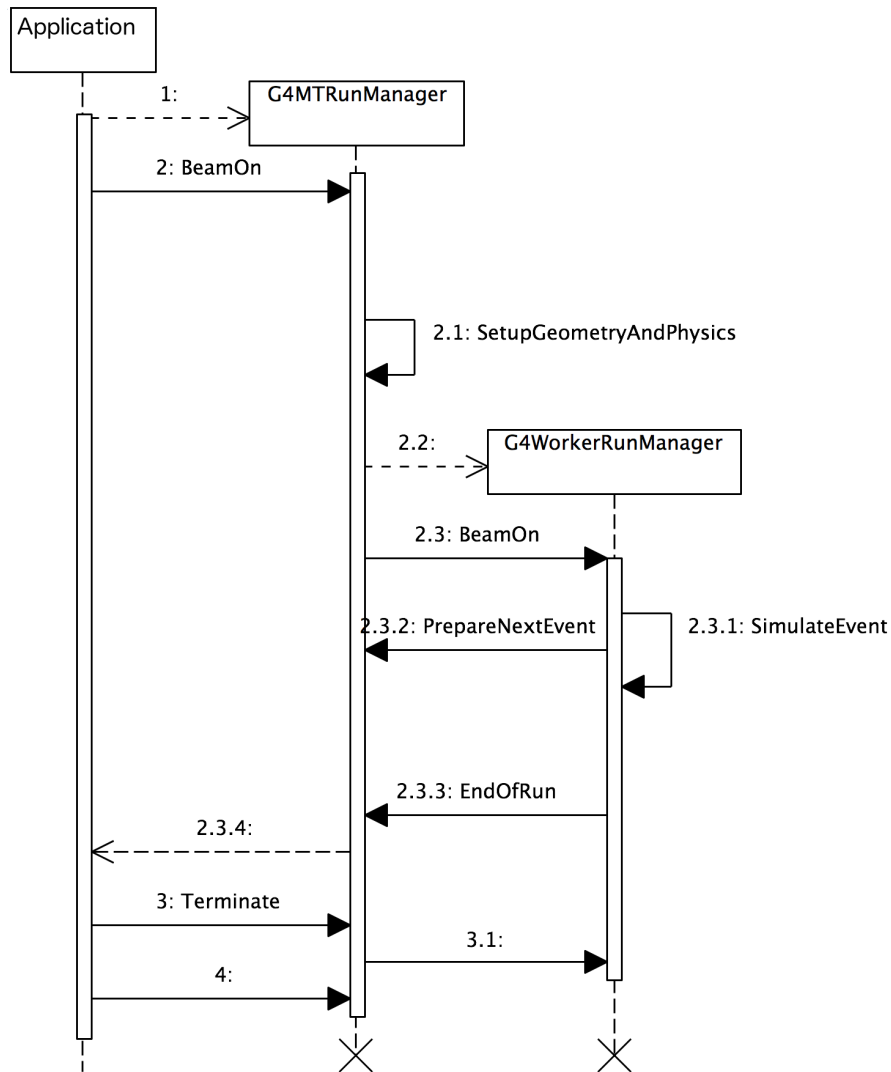 Application
1:
G4MTRunManager
2: BeamOn
2.1: SetupGeometryAndPhysics
2.2:
G4WorkerRunManager
2.3: BeamOn
2.3.2: PrepareNextEvent
2.3.1: SimulateEvent
2.3.3: EndOfRun
2.3.4:
3: Terminate
3.1:
4: